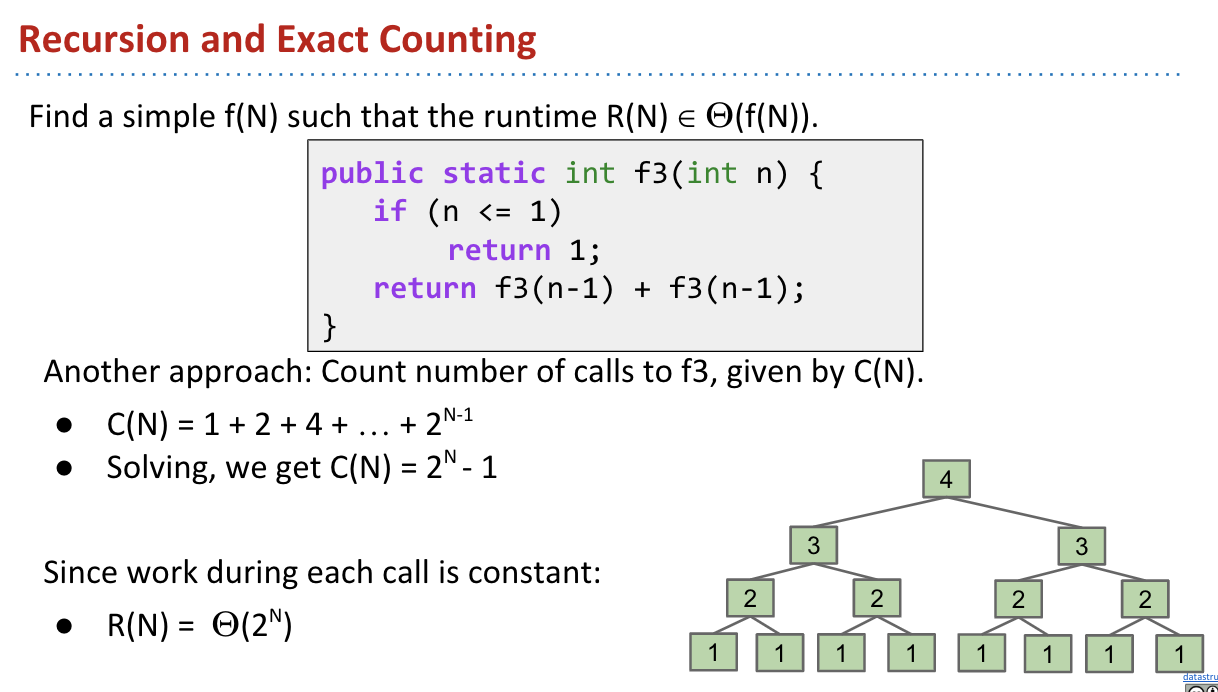 Recursion and Exact Counting
Find a simple f(N) such that the runtime R(N) ∈ Θ(f(N)).
public static int f3(int n) {
if (n <= 1)
return 1;
return f3(n-1) + f3(n-1);
}
Another approach: Count number of calls to f3, given by C(N).
● C(N) = 1 + 2 + 4 + … + 2^N-1
● Solving, we get C(N) = 2^N - 1
Since work during each call is constant:
● R(N) = Θ(2^N)
4
3 3
2 2 2 2
1 1 1 1 1 1 1 1
datastru